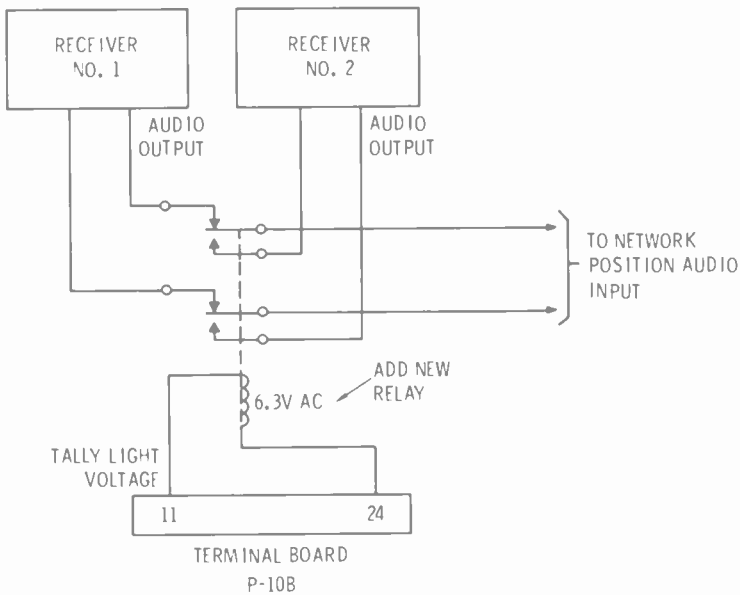 RECEIVER
NO. 1
RECEIVER
NO. 2
AUDIO
OUTPUT
AUDIO
OUTPUT
TO NETWORK
POSITION AUDIO
INPUT
ADD NEW
RELAY
6.3V AC
TALLY LIGHT
VOLTAGE
11
24
TERMINAL BOARD
P-10B